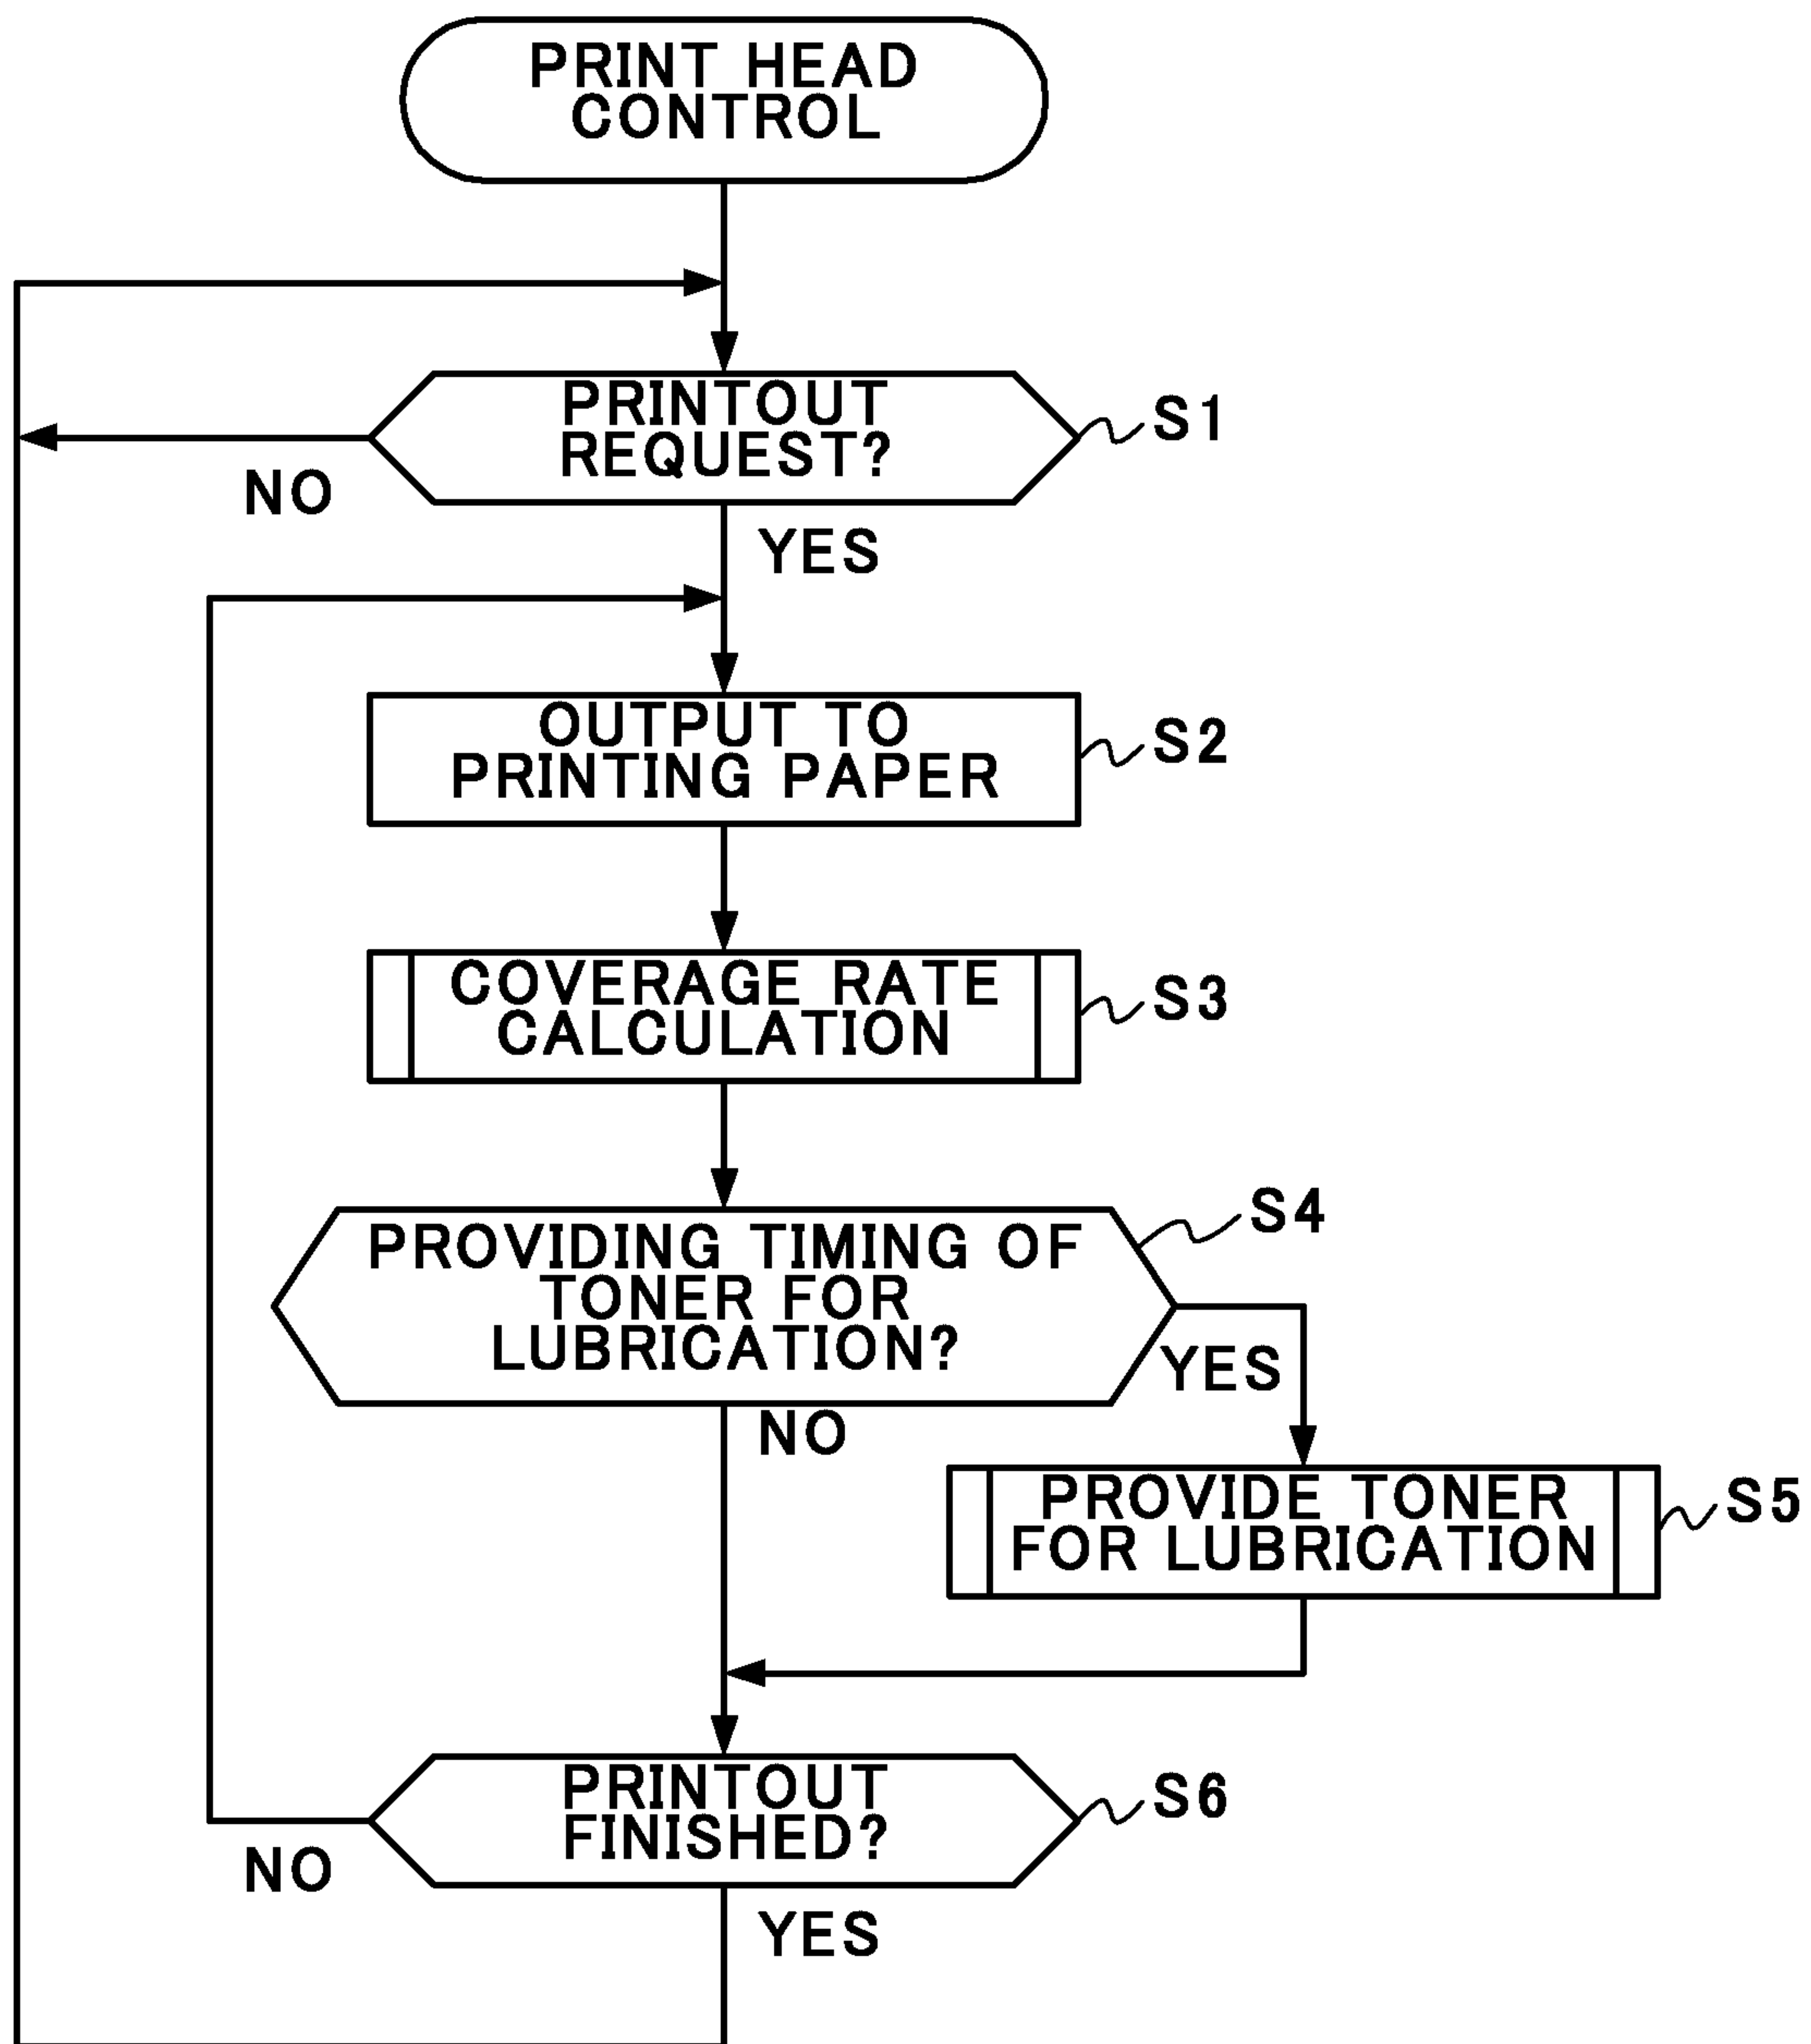 PRINT HEAD
CONTROL
PRINTOUT
REQUEST?
S1
NO
YES
OUTPUT TO
PRINTING PAPER
S2
COVERAGE RATE
CALCULATION
S3
PROVIDING TIMING OF
TONER FOR
LUBRICATION?
S4
YES
NO
PROVIDE TONER
FOR LUBRICATION
S5
PRINTOUT
FINISHED?
S6
NO
YES